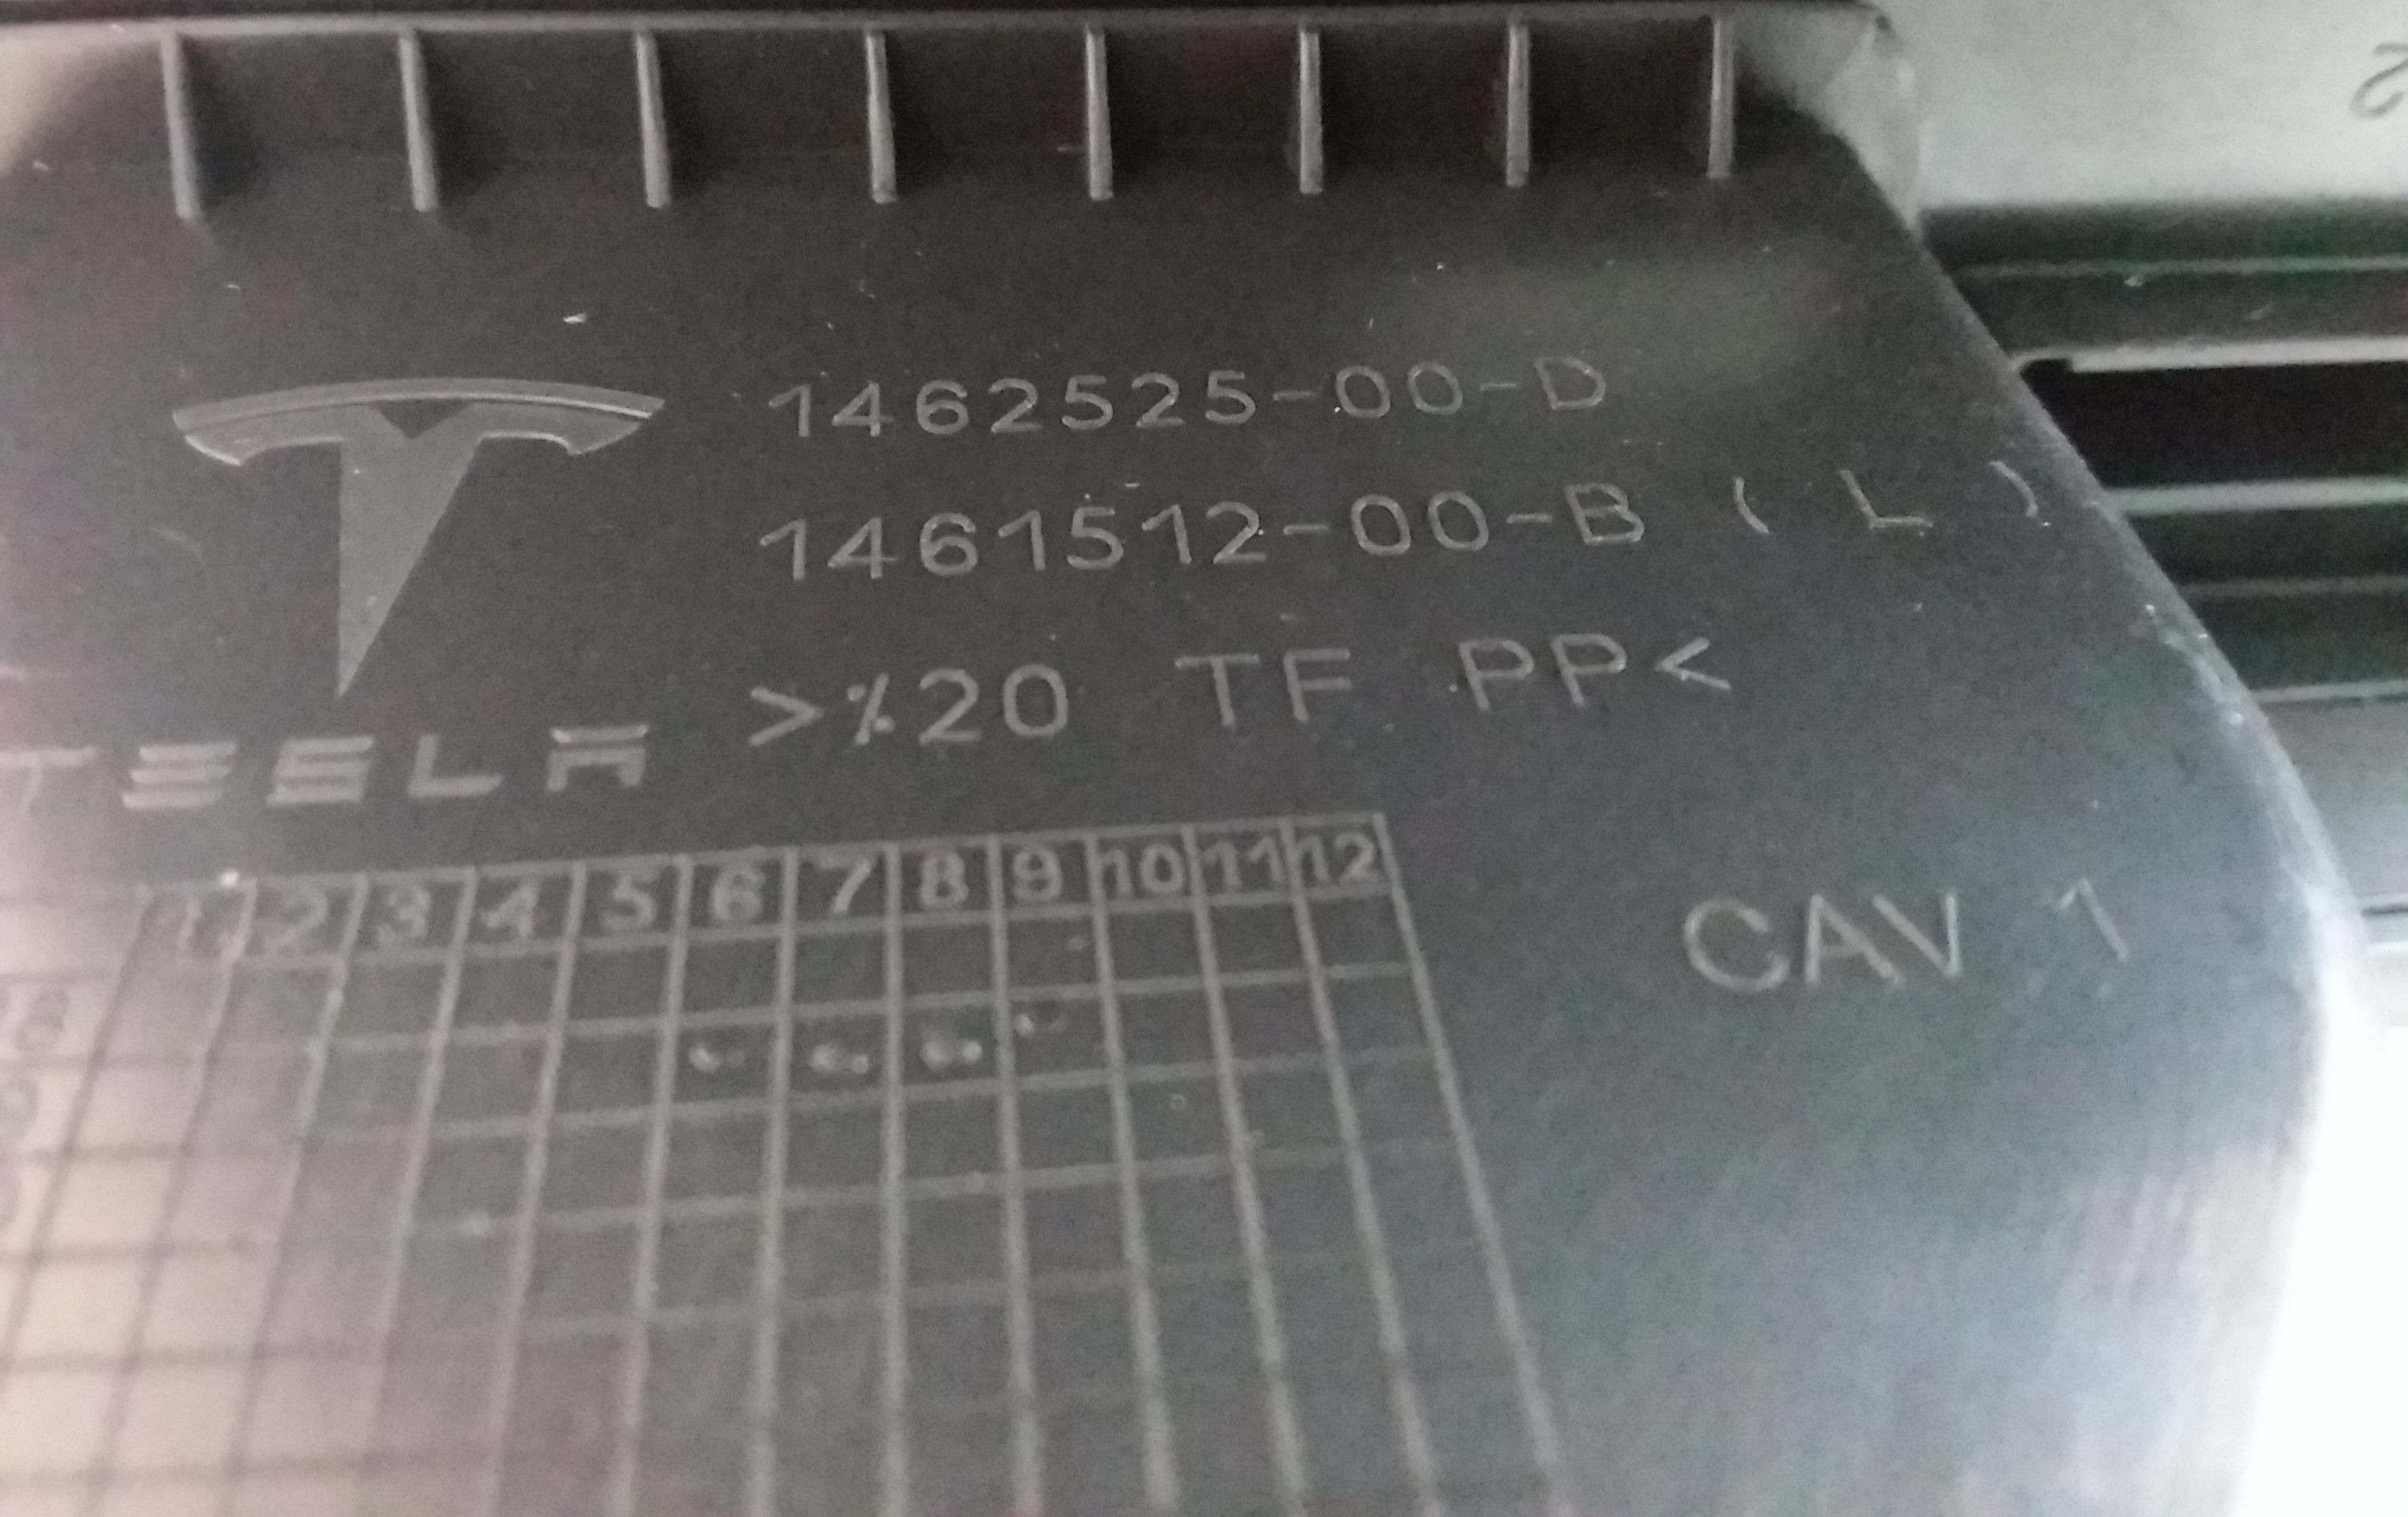 1462525-00-D
1461512-00-B ( L )
>%20 TF PP<
TESLA
1 2 3 4 5 6 7 8 9 10 11 12
CAV 1